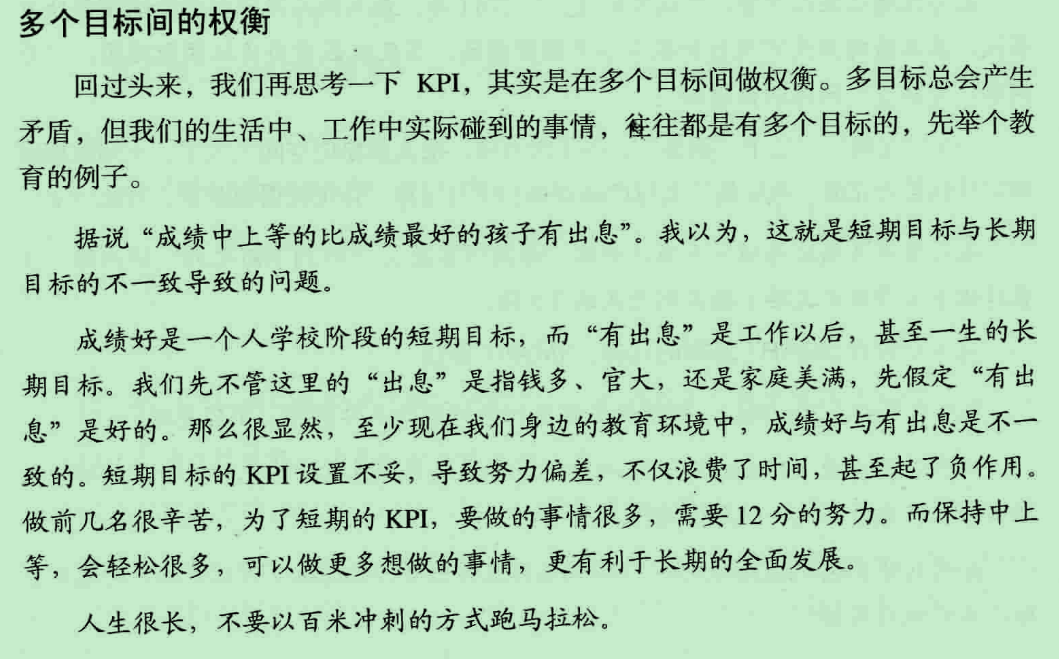 多个目标间的权衡
回过头来，我们再思考一下 KPI，其实是在多个目标间做权衡。多目标总会产生
矛盾，但我们的生活中、工作中实际碰到的事情，往往都是有多个目标的，先举个教
育的例子。
据说“成绩中上等的比成绩最好的孩子有出息”。我以为，这就是短期目标与长期
目标的不一致导致的问题。
成绩好是一个人学校阶段的短期目标，而“有出息”是工作以后，甚至一生的长
期目标。我们先不管这里的“出息”是指钱多、官大，还是家庭美满，先假定“有出
息”是好的。那么很显然，至少现在我们身边的教育环境中，成绩好与有出息是不一
致的。短期目标的 KPI 设置不妥，导致努力偏差，不仅浪费了时间，甚至起了负作用。
做前几名很辛苦，为了短期的 KPI，要做的事情很多，需要 12 分的努力。而保持中上
等，会轻松很多，可以做更多想做的事情，更有利于长期的全面发展。
人生很长，不要以百米冲刺的方式跑马拉松。